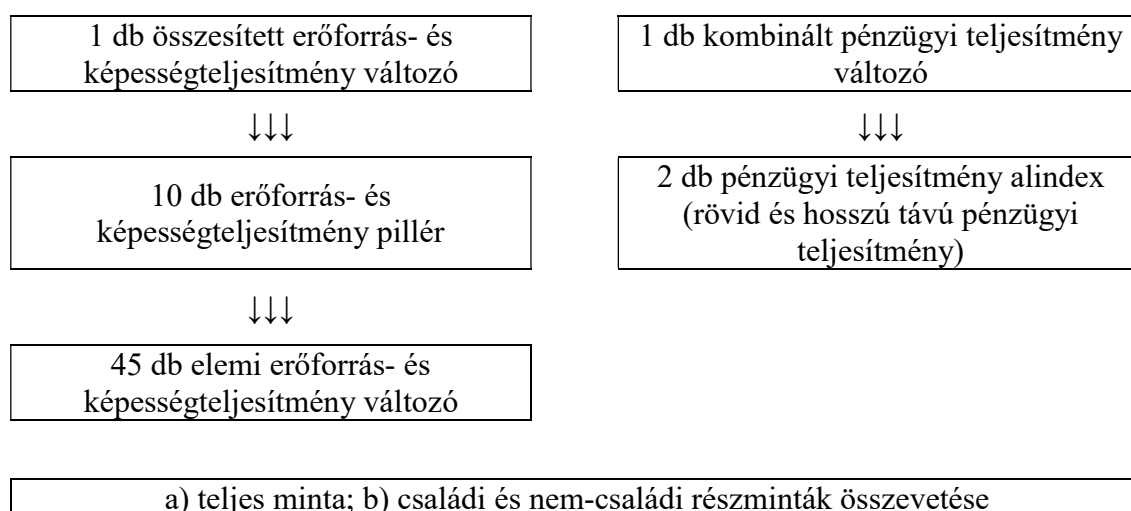 1 db összesített erőforrás- és
képességteljesítmény változó
↓↓↓
10 db erőforrás- és
képességteljesítmény pillér
↓↓↓
45 db elemi erőforrás- és
képességteljesítmény változó
1 db kombinált pénzügyi teljesítmény
változó
↓↓↓
2 db pénzügyi teljesítmény alindex
(rövid és hosszú távú pénzügyi
teljesítmény)
a) teljes minta; b) családi és nem-családi részminták összevetése